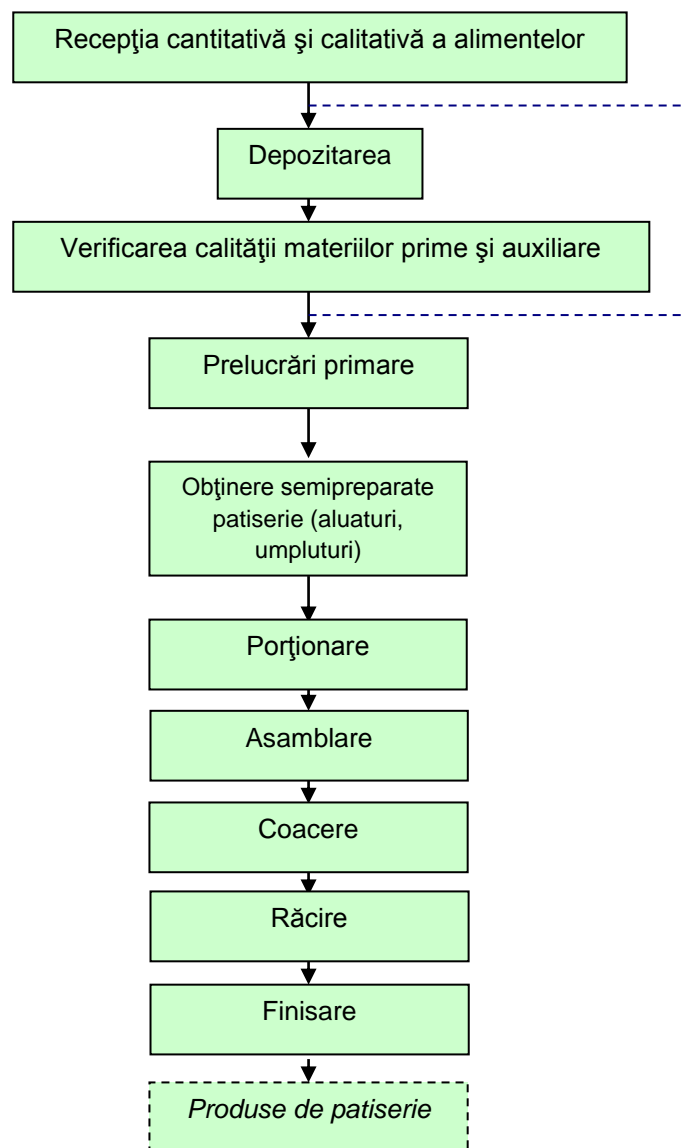 Recepţia cantitativă şi calitativă a alimentelor
Depozitarea
Verificarea calităţii materiilor prime şi auxiliare
Prelucrări primare
Obţinere semipreparate
patiserie (aluaturi,
umpluturi)
Porţionare
Asamblare
Coacere
Răcire
Finisare
Produse de patiserie